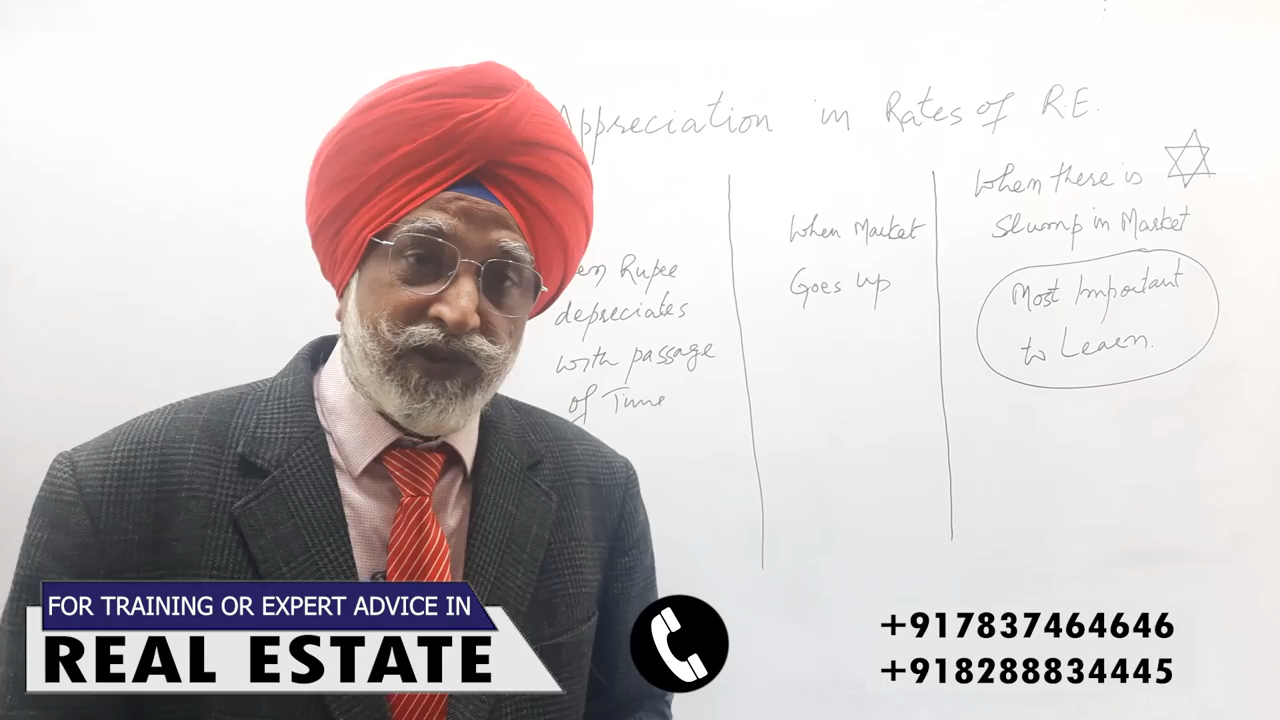 Appreciation in Rates of R.E.
Rupee
depreciates
with passage
of Time
When Market
Goes Up
When there is
Slump in Market
Most Important
to Learn.
FOR TRAINING OR EXPERT ADVICE IN
REAL ESTATE
+917837464646
+918288834445